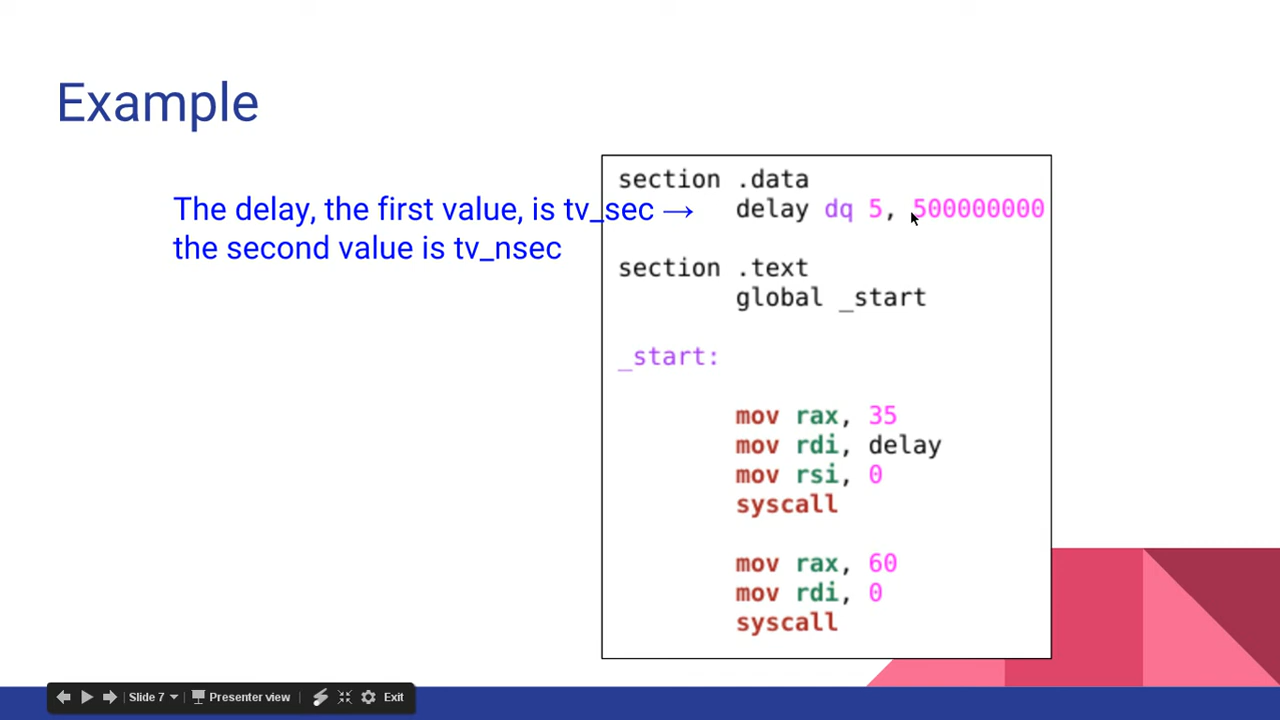 Example
The delay, the first value, is tv_sec →
the second value is tv_nsec
section .data
delay dq 5, 500000000
section .text
global _start
_start:
mov rax, 35
mov rdi, delay
mov rsi, 0
syscall
mov rax, 60
mov rdi, 0
syscall
Slide 7
Presenter view
Exit